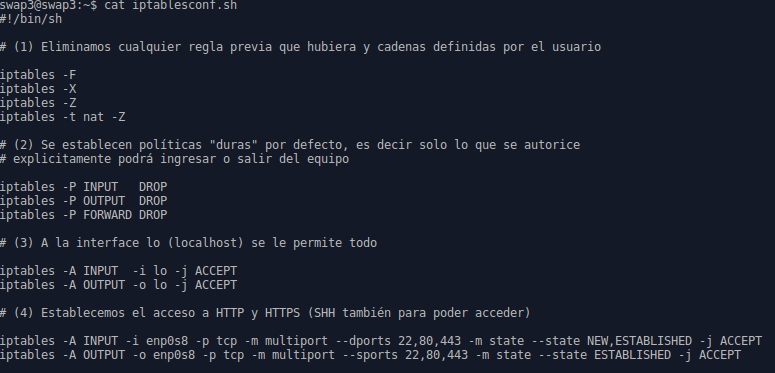 swap3@swap3:~$ cat iptablesconf.sh
#!/bin/sh
# (1) Eliminamos cualquier regla previa que hubiera y cadenas definidas por el usuario
iptables -F
iptables -X
iptables -Z
iptables -t nat -Z
# (2) Se establecen políticas "duras" por defecto, es decir solo lo que se autorice
# explicitamente podrá ingresar o salir del equipo
iptables -P INPUT   DROP
iptables -P OUTPUT  DROP
iptables -P FORWARD DROP
# (3) A la interface lo (localhost) se le permite todo
iptables -A INPUT  -i lo -j ACCEPT
iptables -A OUTPUT -o lo -j ACCEPT
# (4) Establecemos el acceso a HTTP y HTTPS (SHH también para poder acceder)
iptables -A INPUT -i enp0s8 -p tcp -m multiport --dports 22,80,443 -m state --state NEW,ESTABLISHED -j ACCEPT
iptables -A OUTPUT -o enp0s8 -p tcp -m multiport --sports 22,80,443 -m state --state ESTABLISHED -j ACCEPT